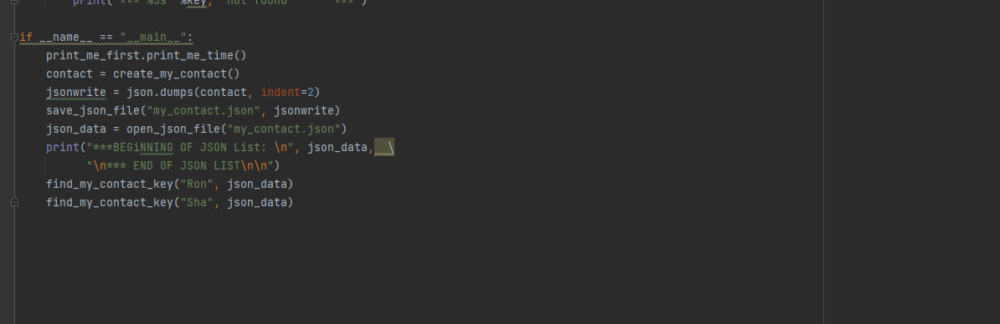 print("*** %5s" %key, "not found      ***")
if __name__ == "__main__":
    print_me_first.print_me_time()
    contact = create_my_contact()
    jsonwrite = json.dumps(contact, indent=2)
    save_json_file("my_contact.json", jsonwrite)
    json_data = open_json_file("my_contact.json")
    print("***BEGiNNING OF JSON List: \n", json_data,  \
          "\n*** END OF JSON LIST\n\n")
    find_my_contact_key("Ron", json_data)
    find_my_contact_key("Sha", json_data)